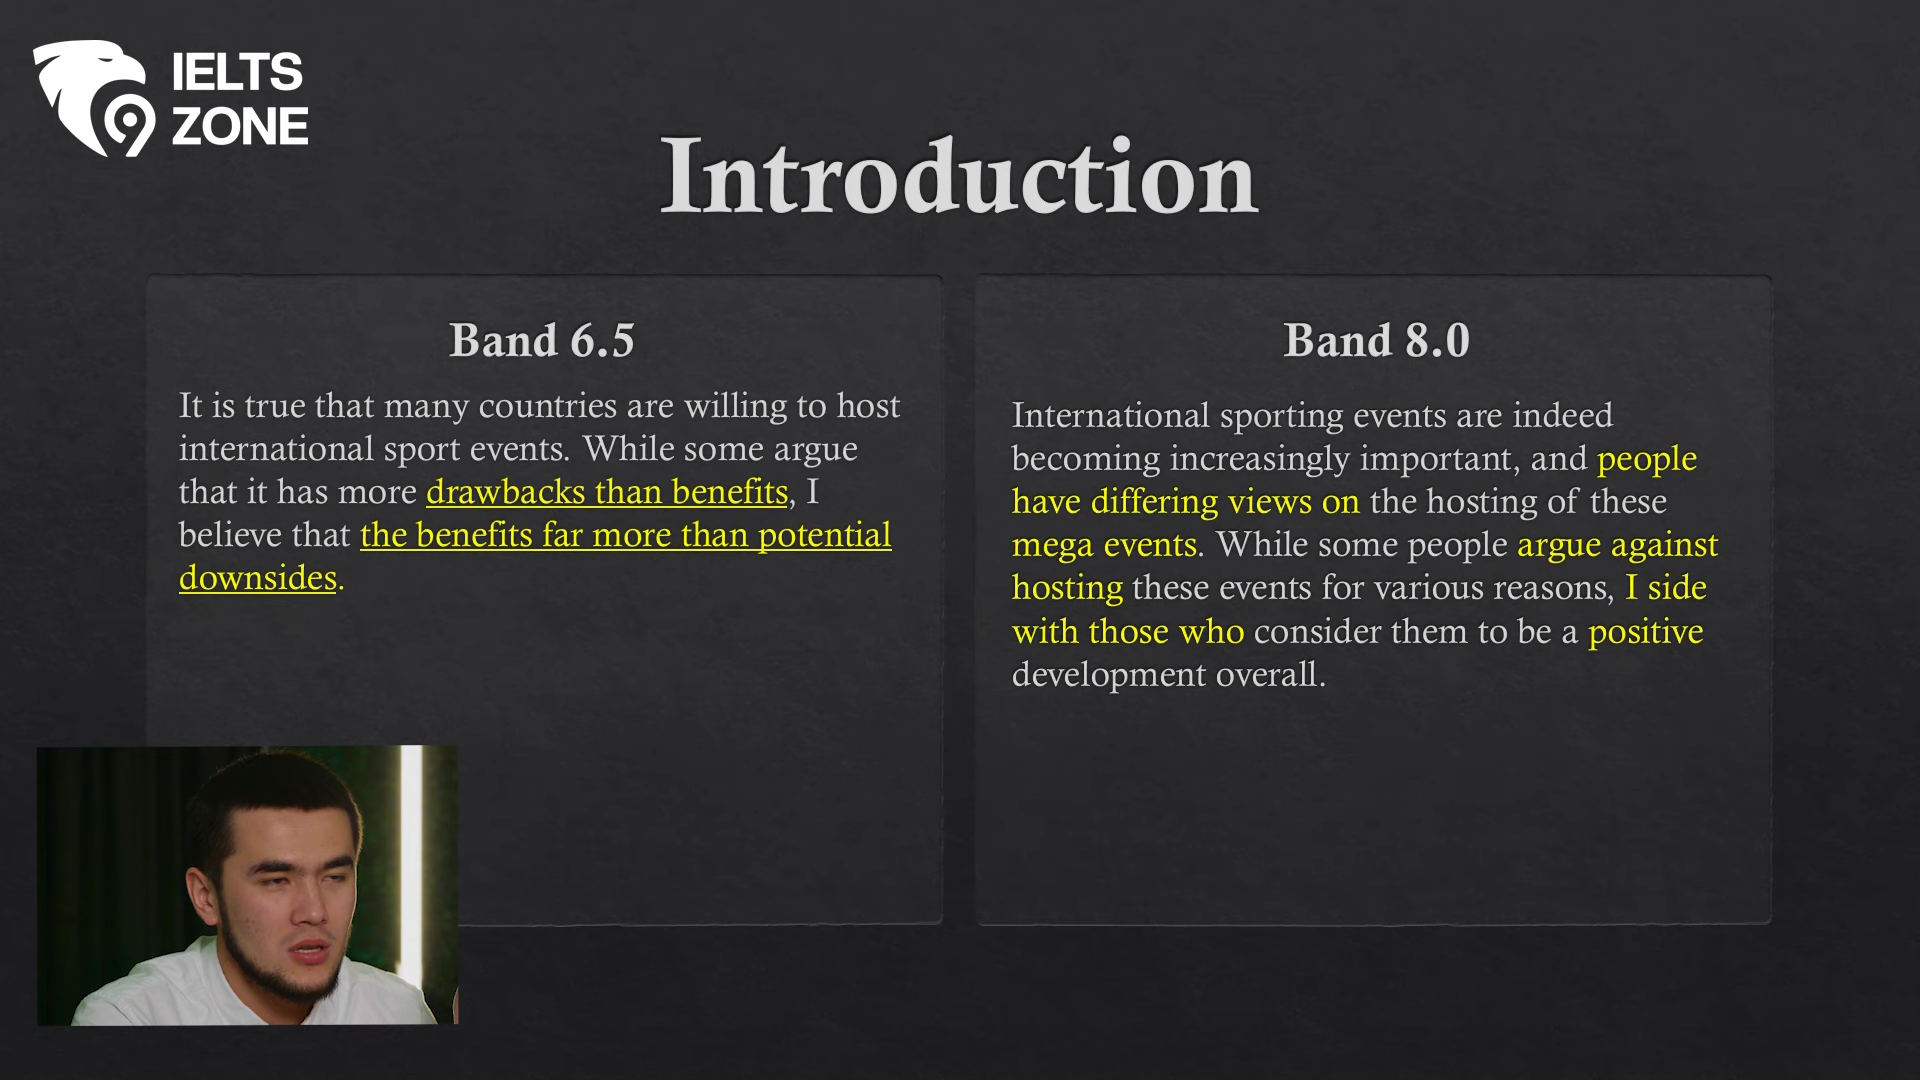 IELTS
ZONE
Introduction
Band 6.5
It is true that many countries are willing to host
international sport events. While some argue
that it has more drawbacks than benefits, I
believe that the benefits far more than potential
downsides.
Band 8.0
International sporting events are indeed
becoming increasingly important, and people
have differing views on the hosting of these
mega events. While some people argue against
hosting these events for various reasons, I side
with those who consider them to be a positive
development overall.